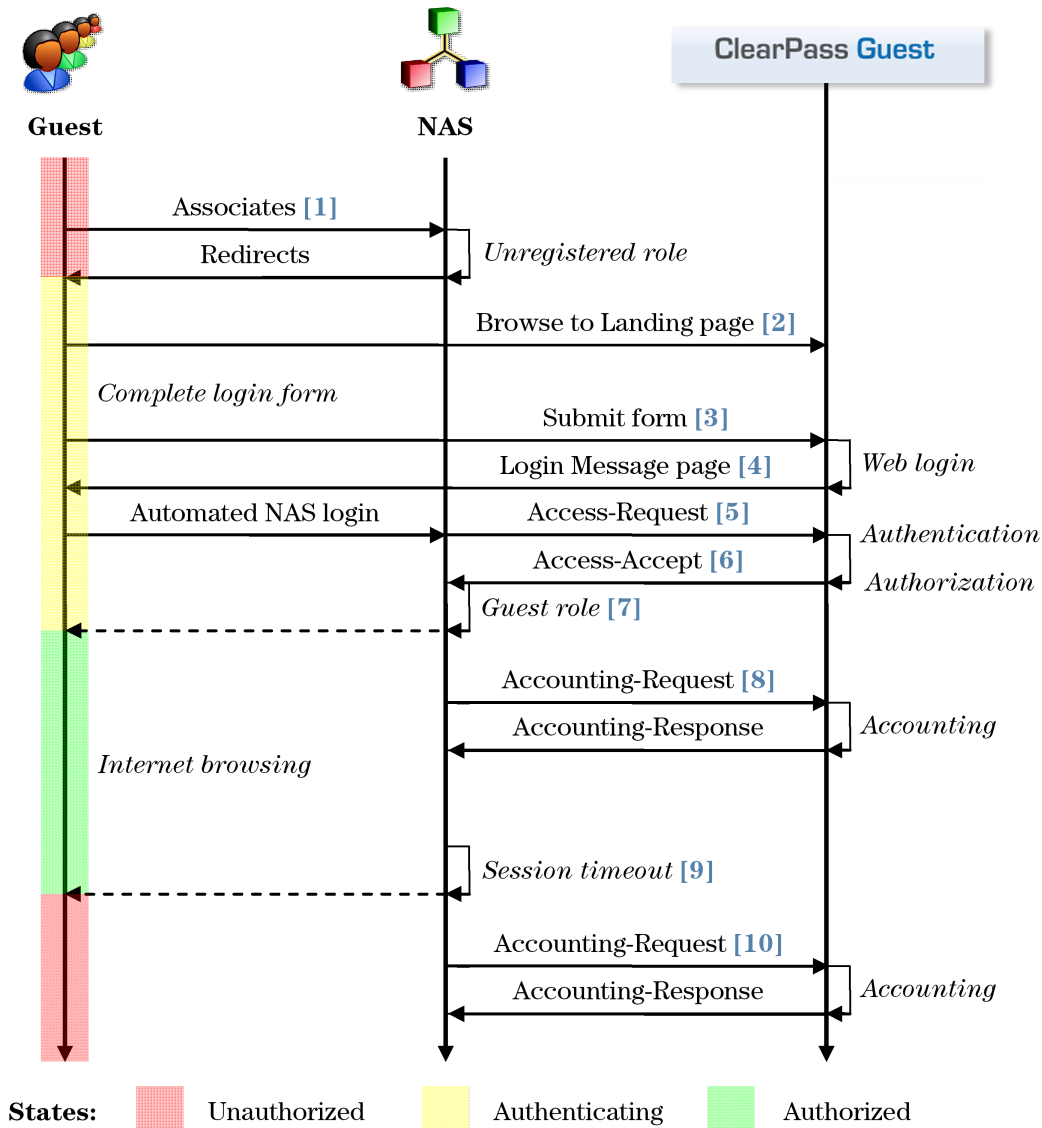 ClearPass Guest
Guest
NAS
Associates [1]
Redirects
Unregistered role
Browse to Landing page [2]
Complete login form
Submit form [3]
Web login
Login Message page [4]
Automated NAS login
Access-Request [5]
Authentication
Access-Accept [6]
Authorization
Guest role [7]
Accounting-Request [8]
Accounting-Response
Accounting
Internet browsing
Session timeout [9]
Accounting-Request [10]
Accounting-Response
Accounting
States: Unauthorized Authenticating Authorized